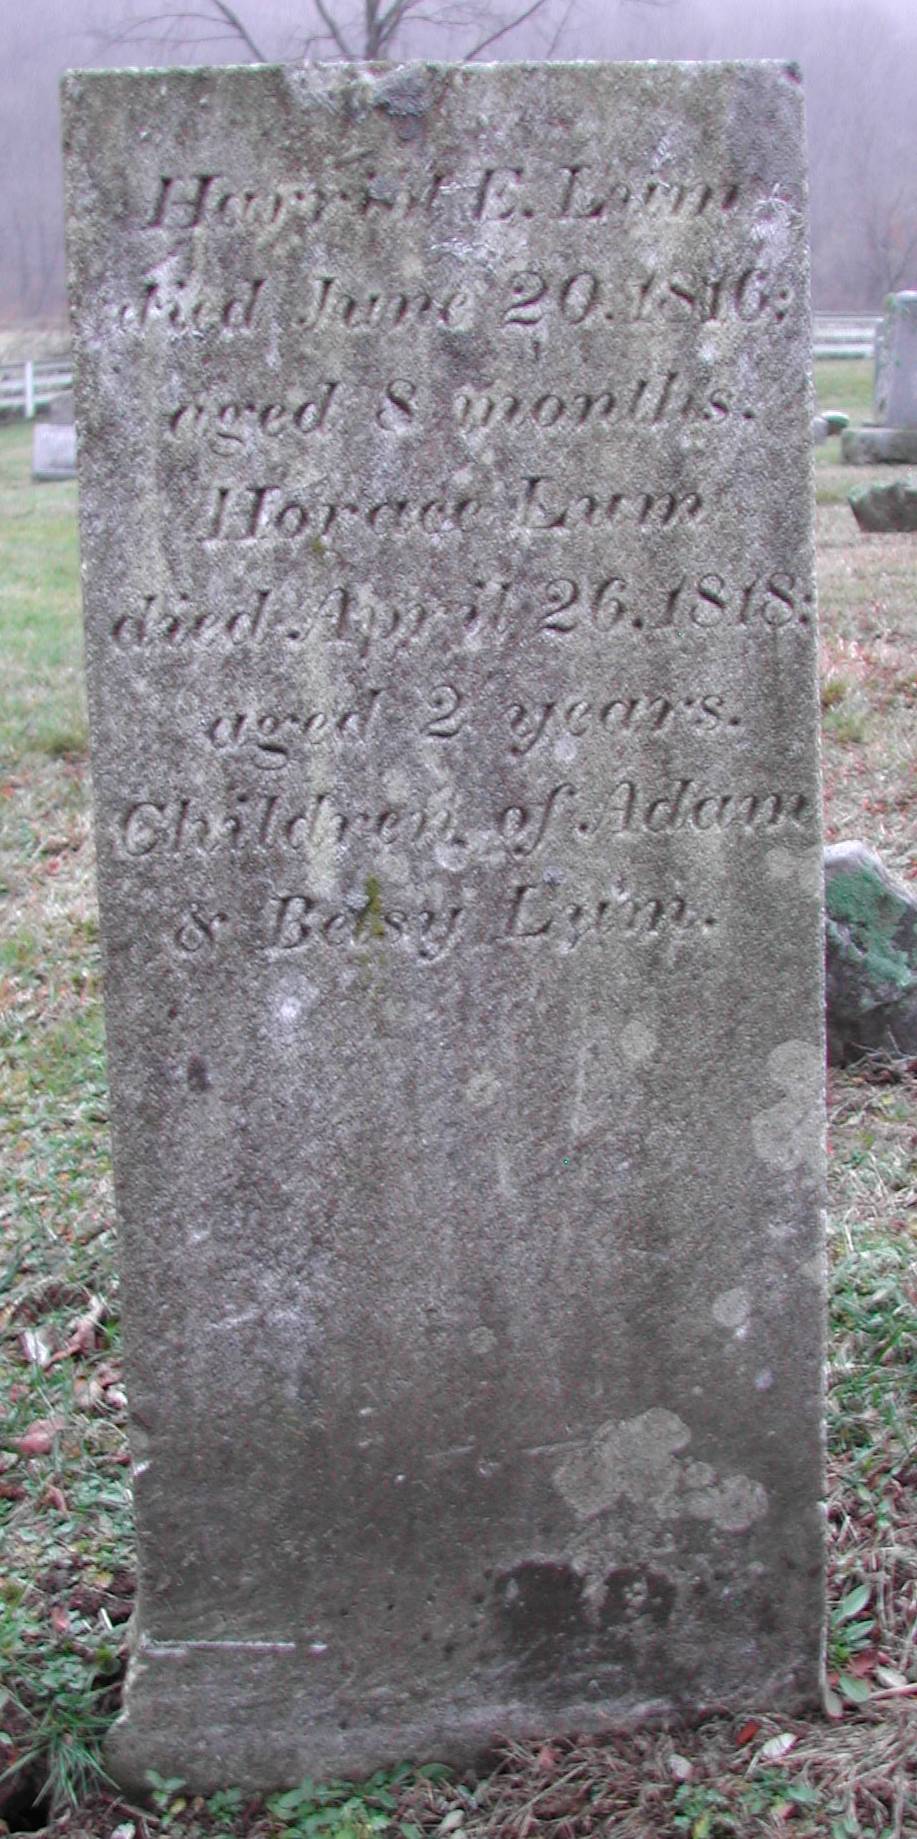 Harriet E. Lum
died June 20. 1816;
aged 8 months.
Horace Lum
died April 26. 1818;
aged 2 years.
Children of Adam
& Betsy Lum.